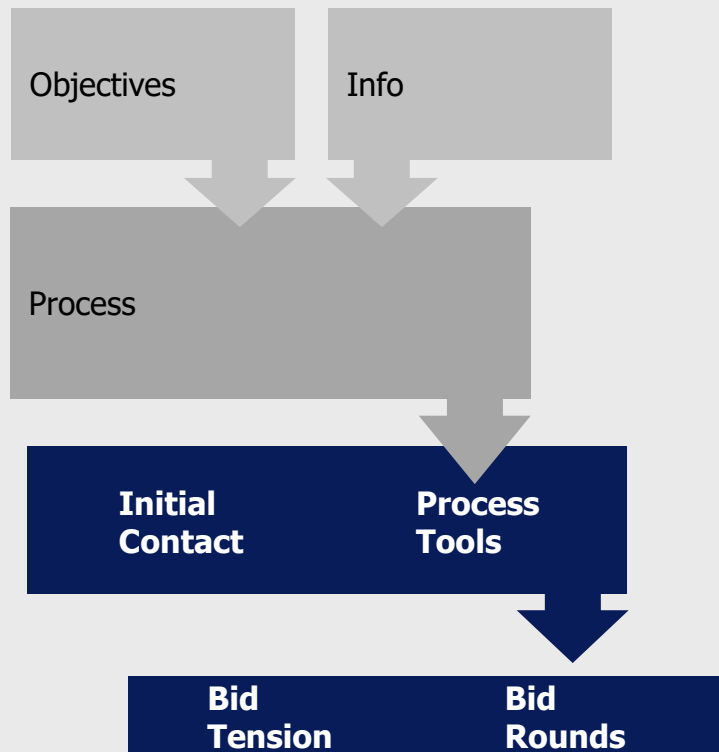 Objectives Info
Process
Initial Process
Contact Tools
Bid Bid
Tension Rounds